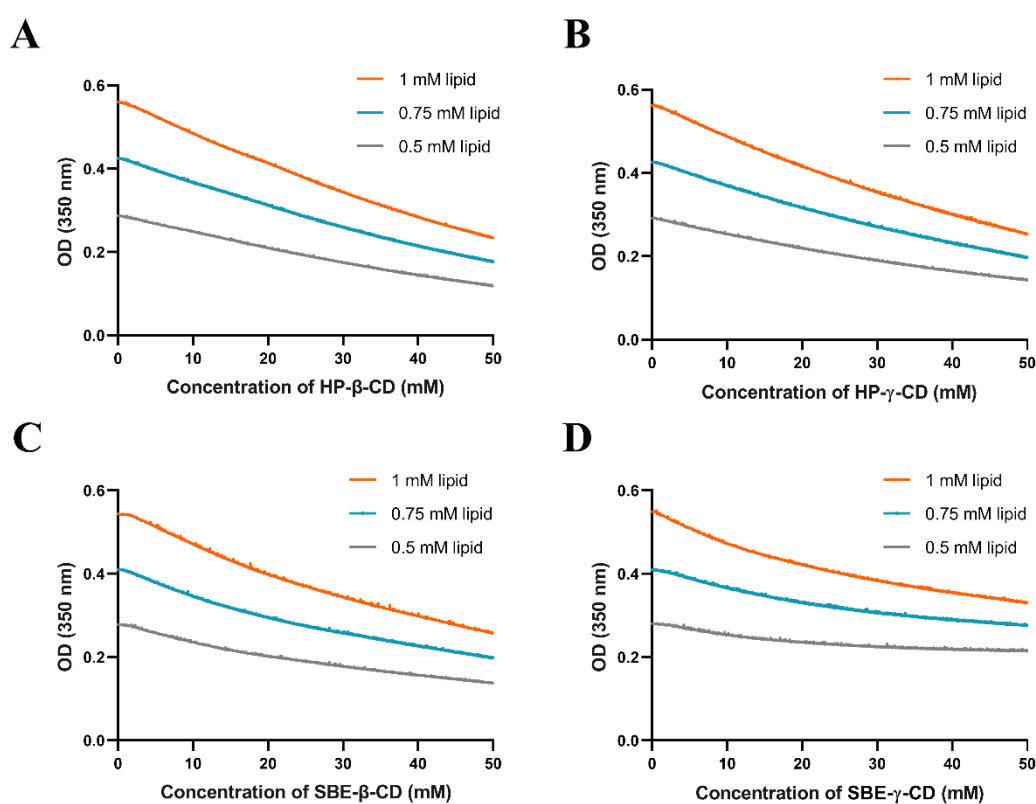 A
1 mM lipid
0.75 mM lipid
0.5 mM lipid
OD (350 nm)
0.6
0.4
0.2
0.0
0 10 20 30 40 50
Concentration of HP-β-CD (mM)
B
1 mM lipid
0.75 mM lipid
0.5 mM lipid
OD (350 nm)
0.6
0.4
0.2
0.0
0 10 20 30 40 50
Concentration of HP-γ-CD (mM)
C
1 mM lipid
0.75 mM lipid
0.5 mM lipid
OD (350 nm)
0.6
0.4
0.2
0.0
0 10 20 30 40 50
Concentration of SBE-β-CD (mM)
D
1 mM lipid
0.75 mM lipid
0.5 mM lipid
OD (350 nm)
0.6
0.4
0.2
0.0
0 10 20 30 40 50
Concentration of SBE-γ-CD (mM)